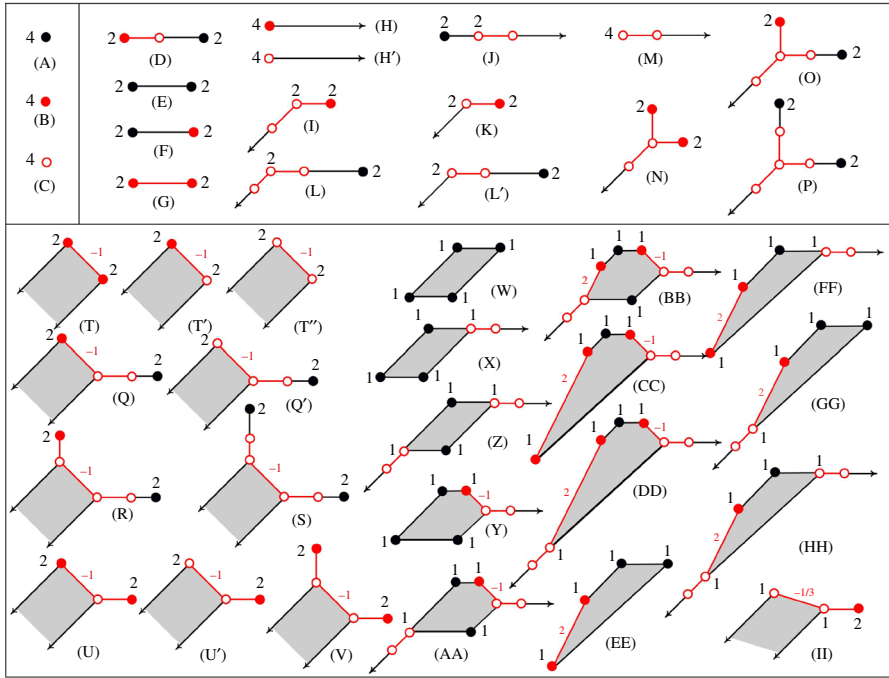 4
(A)
4
(B)
4
(C)
2 2
(D)
2 2
(E)
2 2
(F)
2 2
(G)
4 (H)
4 (H′)
2 2
(I)
2 2
(L)
2 2
(J)
2 2
(K)
2 2
(L′)
4
(M)
2
2
(N)
2
2
(O)
2
2
(P)
2
−1
2
(T)
2
−1
2
(T′)
2
−1
2
(T′′)
2
−1
2
(Q)
2
−1
2
(Q′)
2
−1
2
(R)
2
−1
2
(S)
2
−1
2
(U)
2
−1
2
(U′)
2
−1
2
(V)
1 1
1 1
(W)
1 1
1 1
(X)
1 1
1 1
(Z)
1 1
−1
1 1
(Y)
1 1
−1
1 1
(AA)
1 1
−1
2
1
1
(BB)
1 1
−1
2
1
1
(CC)
1 1
−1
2
1
1
(DD)
1 1
1
2
1
(EE)
1 1
1
2
1
(FF)
1 1
1
2
1
(GG)
1 1
1
2
1
(HH)
1
−1/3
1 2
(II)